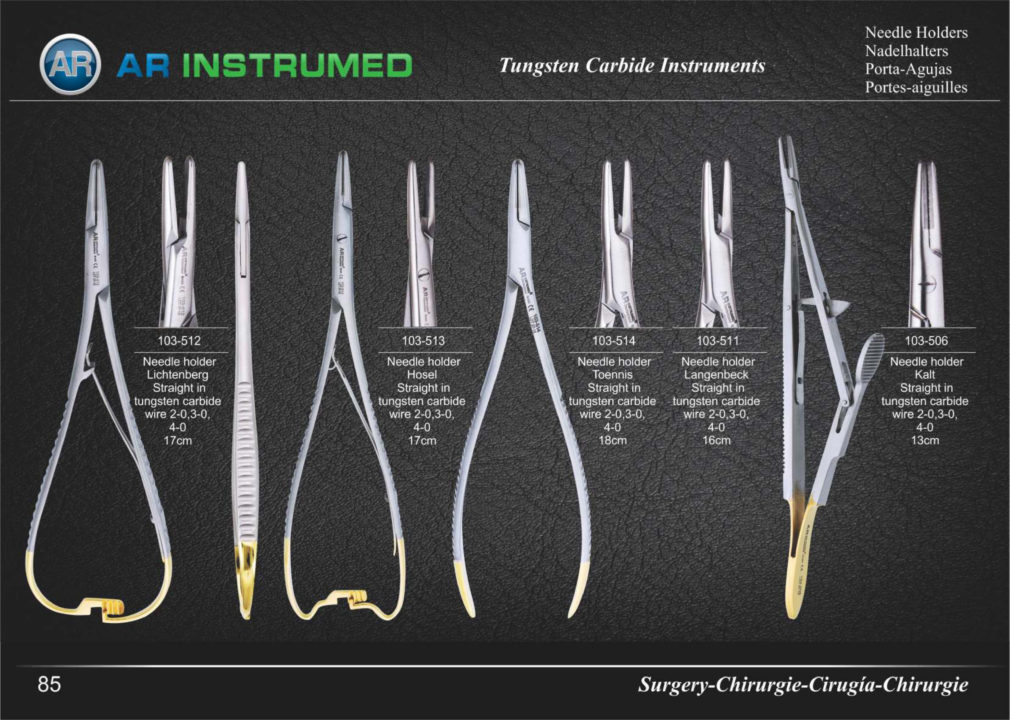 AR
AR INSTRUMED
Tungsten Carbide Instruments
Needle Holders
Nadelhalters
Porta-Agujas
Portes-aiguilles
103-512
Needle holder
Lichtenberg
Straight in
tungsten carbide
wire 2-0,3-0,
4-0
17cm
103-513
Needle holder
Hosel
Straight in
tungsten carbide
wire 2-0,3-0,
4-0
17cm
103-514
Needle holder
Toennis
Straight in
tungsten carbide
wire 2-0,3-0,
4-0
18cm
103-511
Needle holder
Langenbeck
Straight in
tungsten carbide
wire 2-0,3-0,
4-0
16cm
103-506
Needle holder
Kalt
Straight in
tungsten carbide
wire 2-0,3-0,
4-0
13cm
85
Surgery-Chirurgie-Cirugía-Chirurgie